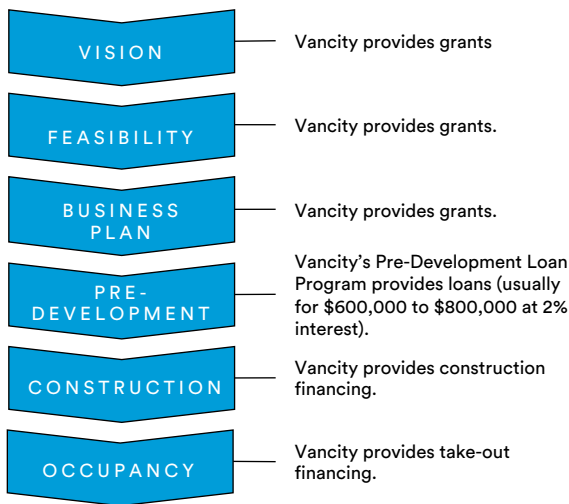 VISION
Vancity provides grants
FEASIBILITY
Vancity provides grants.
BUSINESS
PLAN
Vancity provides grants.
PRE-
DEVELOPMENT
Vancity's Pre-Development Loan
Program provides loans (usually
for $600,000 to $800,000 at 2%
interest).
CONSTRUCTION
Vancity provides construction
financing.
OCCUPANCY
Vancity provides take-out
financing.